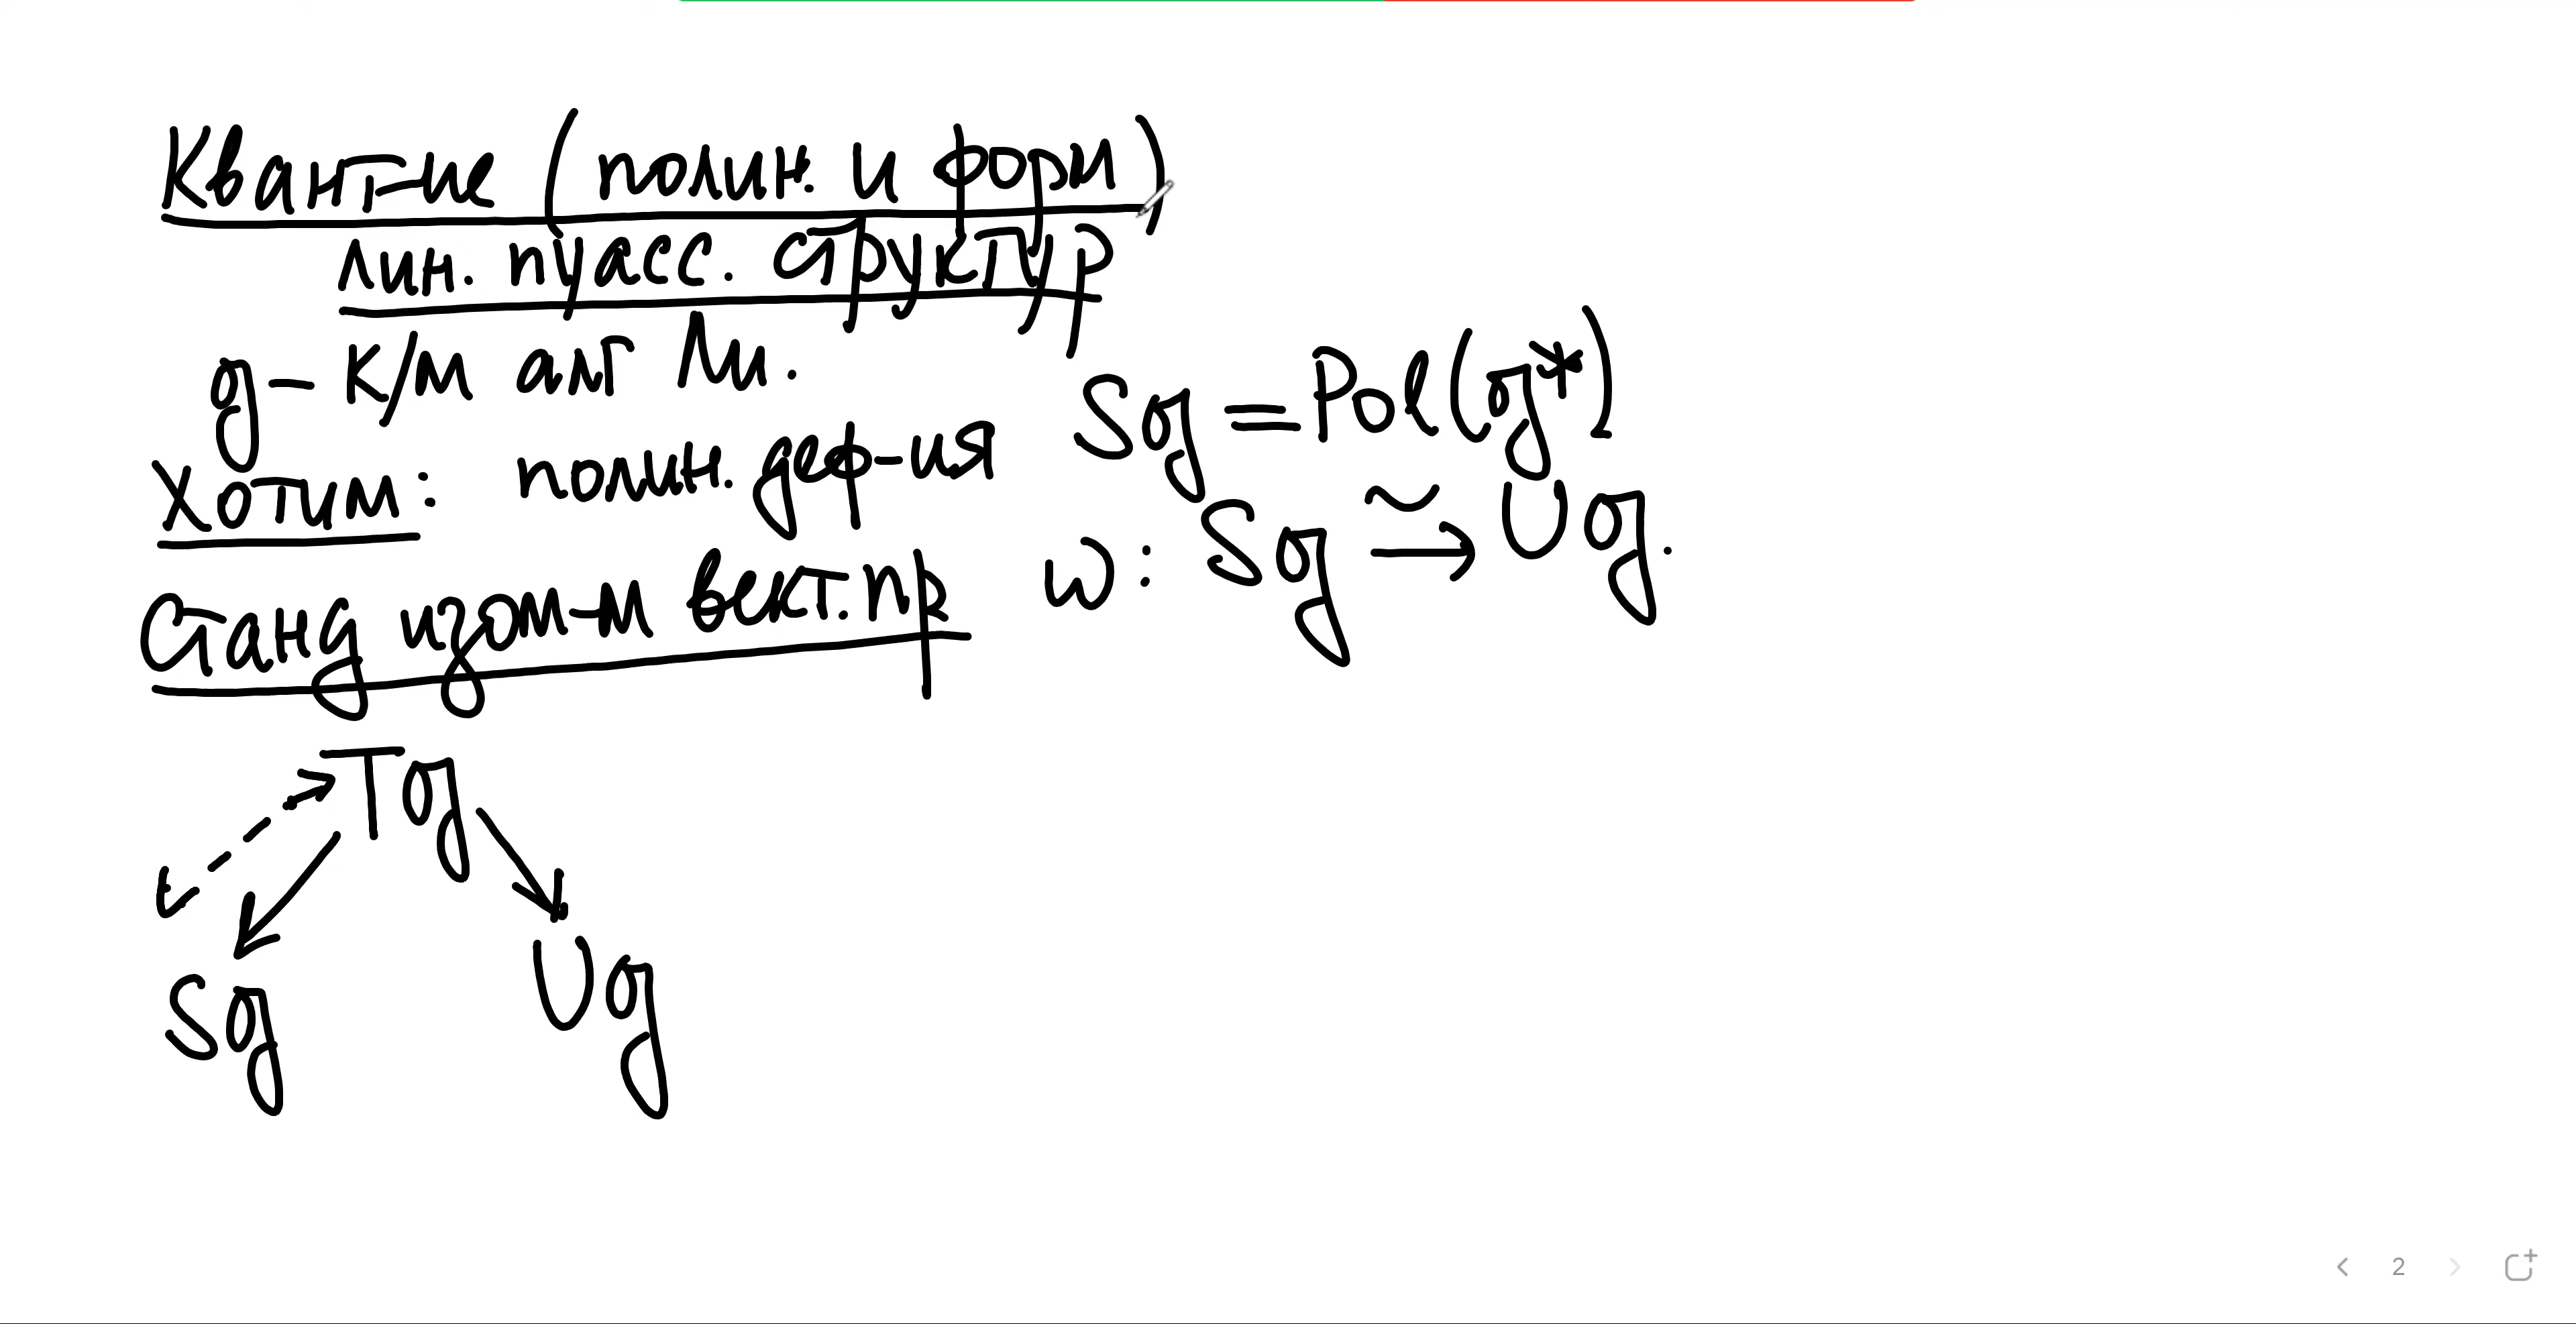 Квант-ие (полин. и форм)
лин. пуасс. структур
g – к/м алг Ли.
Хотим: полин. деф-ия Sg = Pol(g*)
Станд изом-м вект. пр ω: Sg ⥲ Ug.
Tg
Sg Ug
2